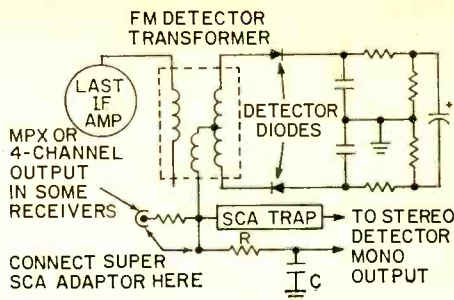 FM DETECTOR
TRANSFORMER
LAST
IF
AMP
DETECTOR
DIODES
MPX OR
4-CHANNEL
OUTPUT
IN SOME
RECEIVERS
SCA TRAP
TO STEREO
DETECTOR
MONO
OUTPUT
R
C
CONNECT SUPER
SCA ADAPTOR HERE
+